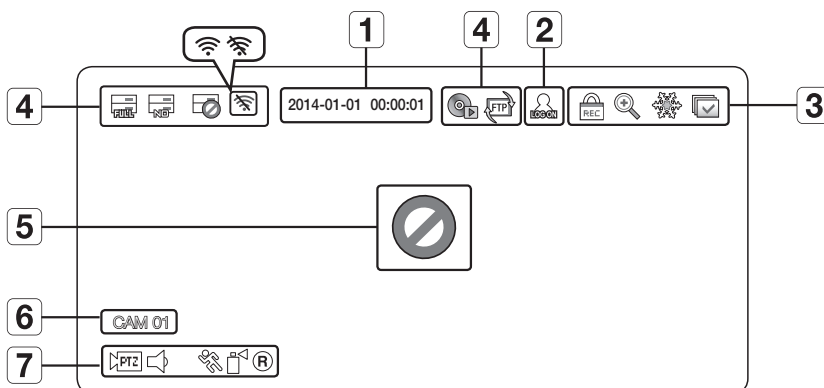 1
4
2
4
FULL
NO
2014-01-01 00:00:01
FTP
LOG ON
REC
3
5
6
CAM 01
7
PTZ
R